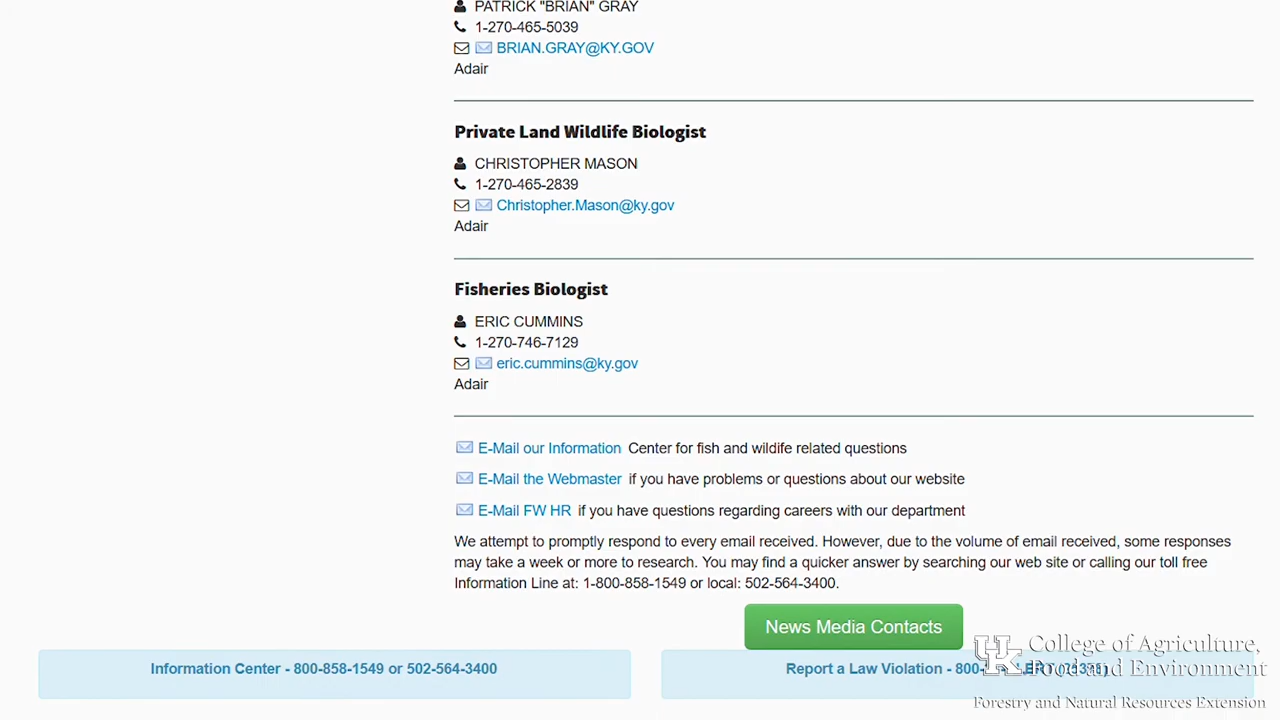 PATRICK "BRIAN" GRAY
1-270-465-5039
BRIAN.GRAY@KY.GOV
Adair
Private Land Wildlife Biologist
CHRISTOPHER MASON
1-270-465-2839
Christopher.Mason@ky.gov
Adair
Fisheries Biologist
ERIC CUMMINS
1-270-746-7129
eric.cummins@ky.gov
Adair
E-Mail our Information Center for fish and wildife related questions
E-Mail the Webmaster if you have problems or questions about our website
E-Mail FW HR if you have questions regarding careers with our department
We attempt to promptly respond to every email received. However, due to the volume of email received, some responses
may take a week or more to research. You may find a quicker answer by searching our web site or calling our toll free
Information Line at: 1-800-858-1549 or local: 502-564-3400.
News Media Contacts
Information Center - 800-858-1549 or 502-564-3400
Report a Law Violation - 800-
UK College of Agriculture,
Food and Environment
Forestry and Natural Resources Extension